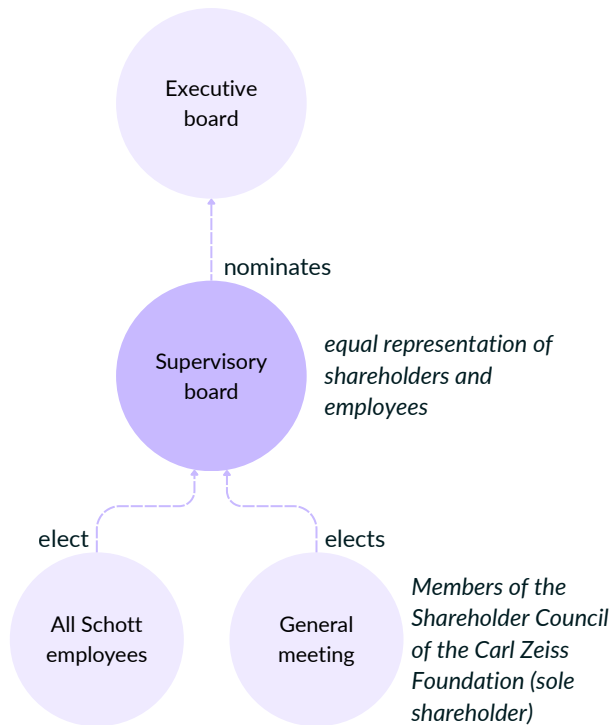 Executive
board
nominates
Supervisory
board
equal representation of
shareholders and
employees
elect
elects
All Schott
employees
General
meeting
Members of the
Shareholder Council
of the Carl Zeiss
Foundation (sole
shareholder)